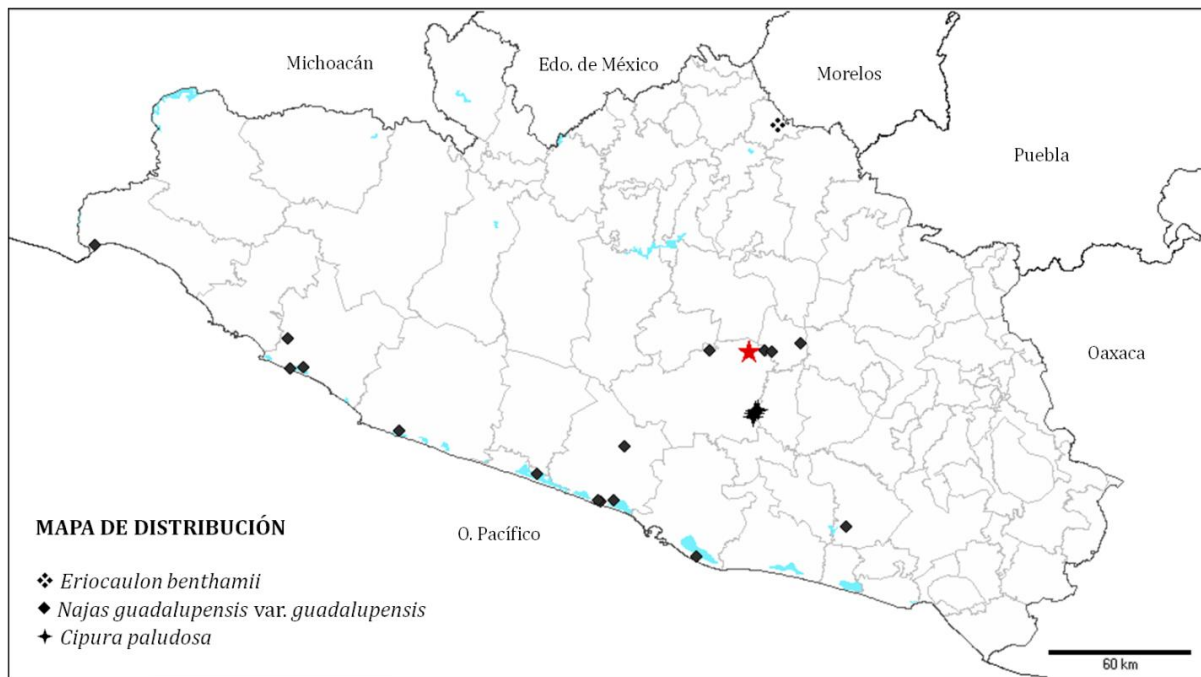 Michoacán
Edo. de México
Morelos
Puebla
Oaxaca
O. Pacífico
MAPA DE DISTRIBUCIÓN
Eriocaulon benthamii
Najas guadalupensis var. guadalupensis
Cipura paludosa
60 km